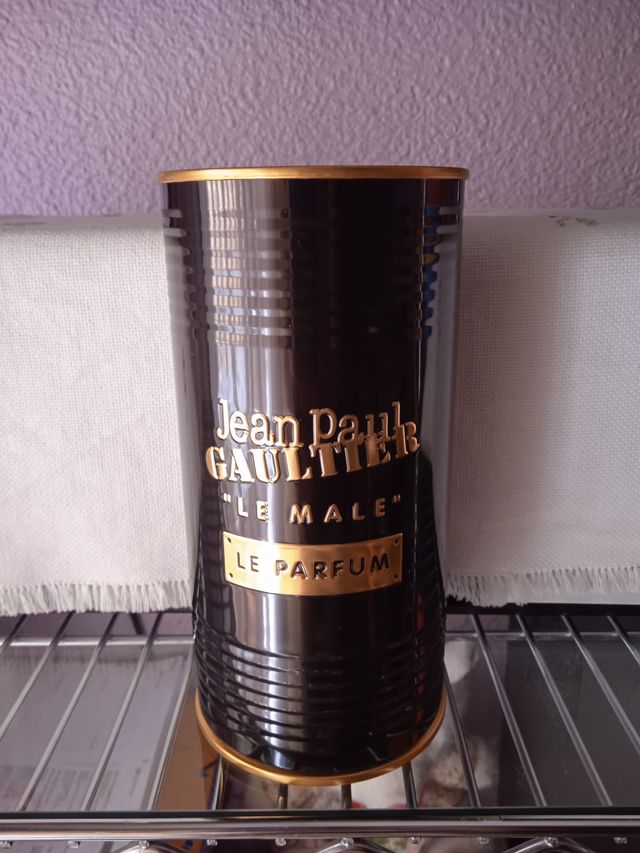 Jean Paul
GAULTIER
"LE MALE"
LE PARFUM